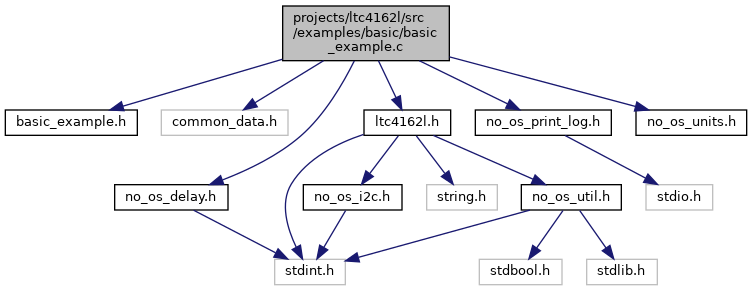 projects/ltc4162l/src
/examples/basic/basic
_example.c
basic_example.h
common_data.h
ltc4162l.h
no_os_print_log.h
no_os_units.h
no_os_delay.h
no_os_i2c.h
string.h
no_os_util.h
stdio.h
stdint.h
stdbool.h
stdlib.h